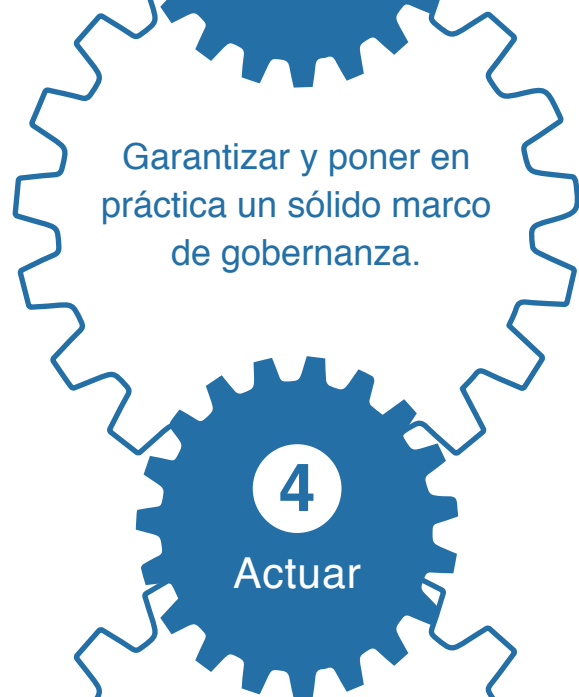 Garantizar y poner en
práctica un sólido marco
de gobernanza.
4
Actuar